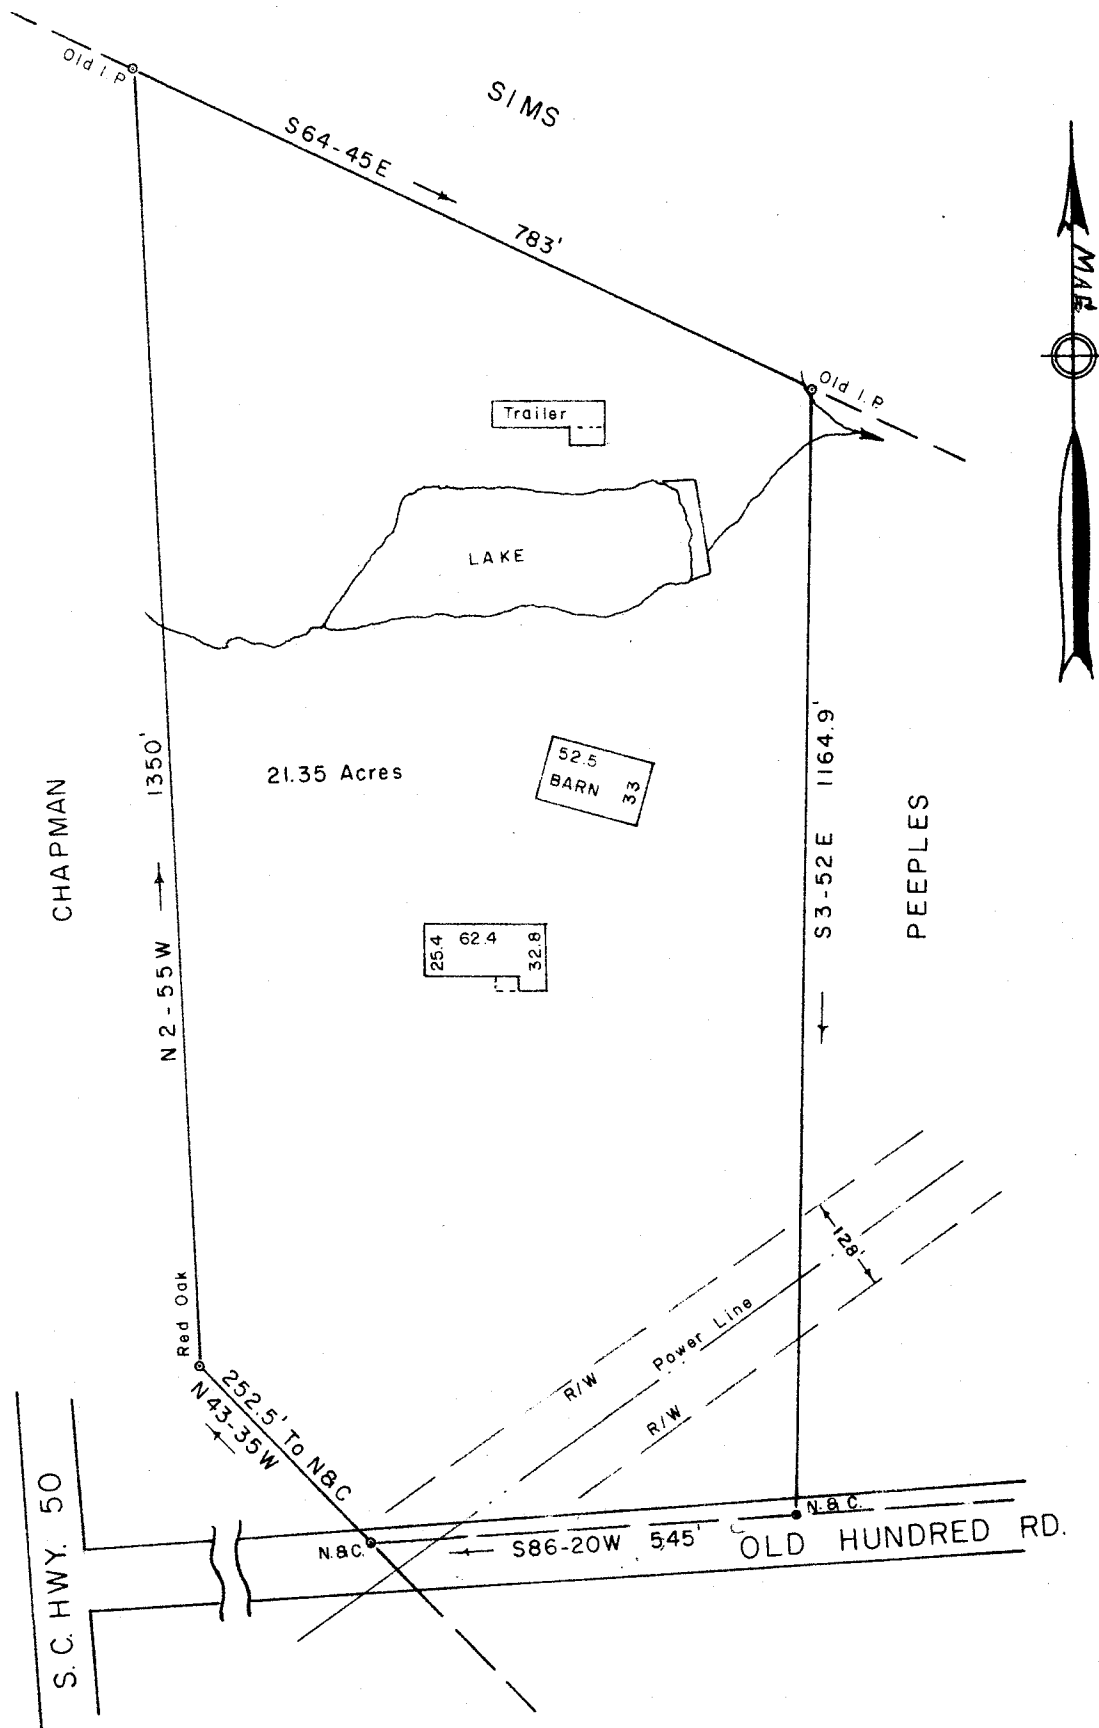 Old I.P.
SIMS
S64-45E
783'
Old I.P.
Trailer
LAKE
1350'
21.35 Acres
52.5
BARN
33
1164.9'
S3-52E
CHAPMAN
PEEPLES
N2-55W
25.4
62.4
32.8
128'
Red Oak
Power Line
R/W
R/W
252.5' To N&C
N43-35W
N.&C.
N.&C.
S86-20W 545'
OLD HUNDRED RD.
S.C. HWY. 50